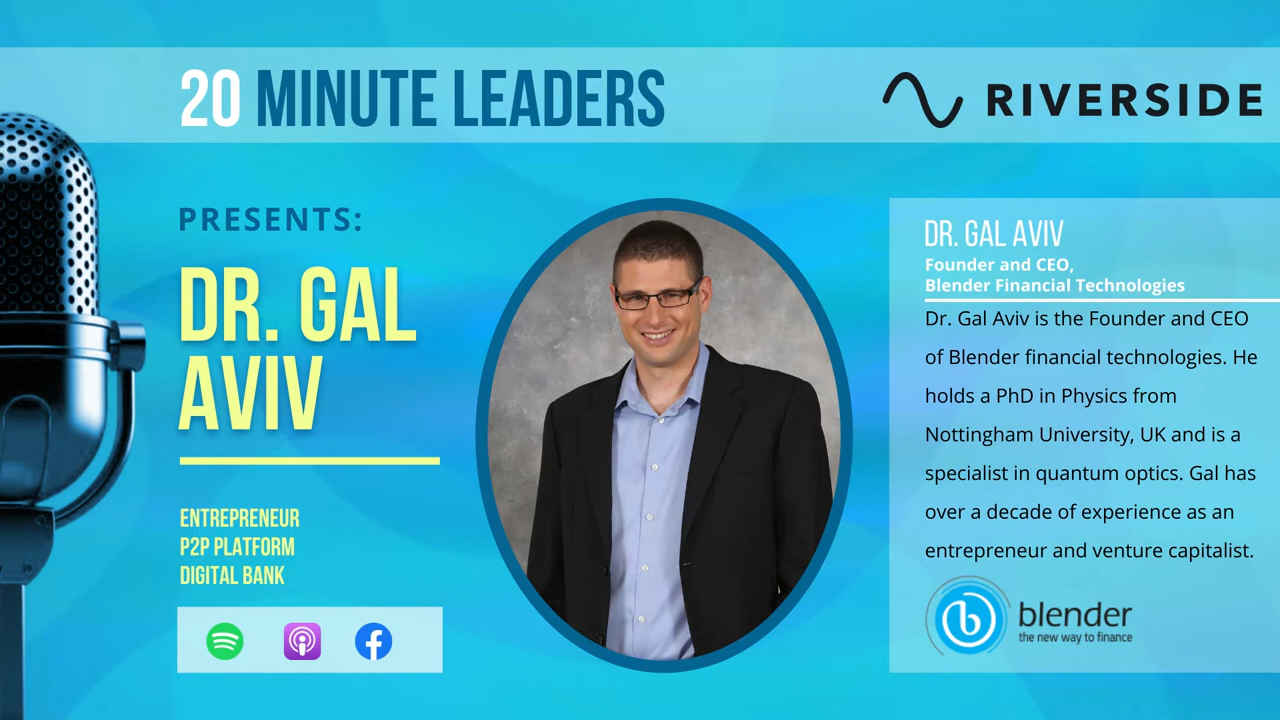 20 MINUTE LEADERS
RIVERSIDE
PRESENTS:
DR. GAL
AVIV
ENTREPRENEUR
P2P PLATFORM
DIGITAL BANK
DR. GAL AVIV
Founder and CEO,
Blender Financial Technologies
Dr. Gal Aviv is the Founder and CEO
of Blender financial technologies. He
holds a PhD in Physics from
Nottingham University, UK and is a
specialist in quantum optics. Gal has
over a decade of experience as an
entrepreneur and venture capitalist.
blender
the new way to finance